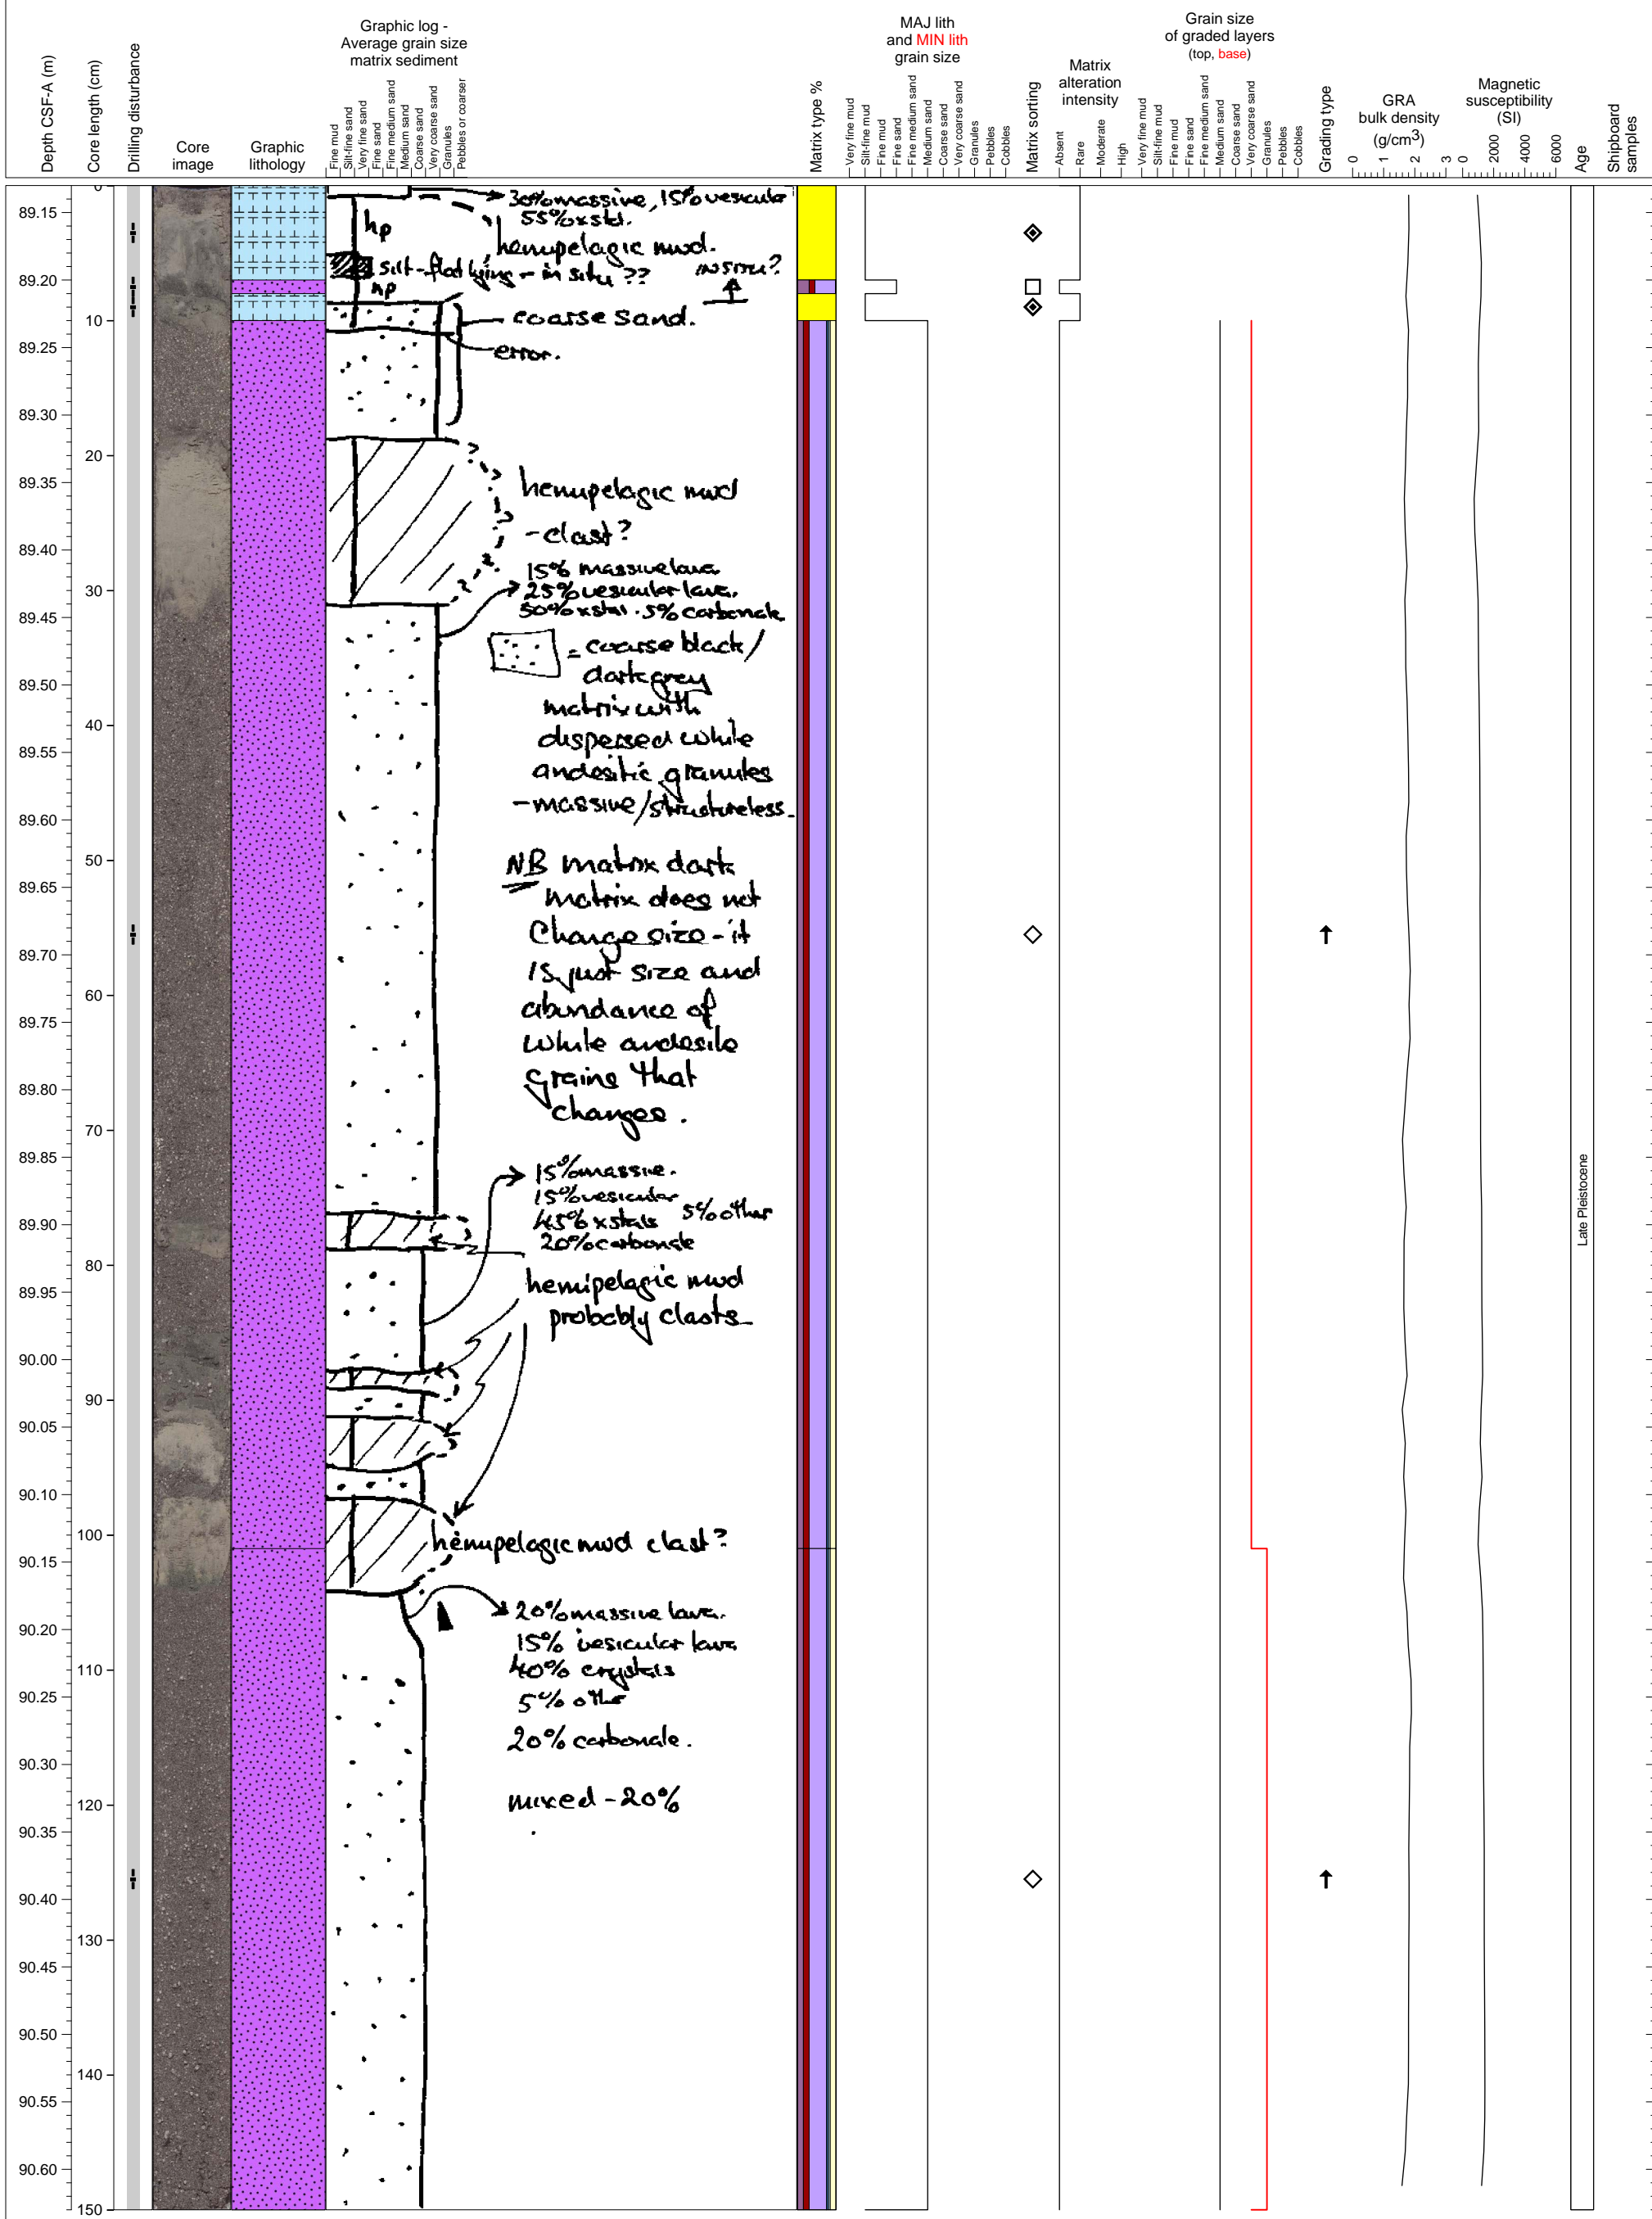 Depth CSF-A (m)
Core length (cm)
Drilling disturbance
Core
image
Graphic
lithology
Graphic log -
Average grain size
matrix sediment
Fine mud
Silt-fine sand
Very fine sand
Fine sand
Fine medium sand
Medium sand
Coarse sand
Very coarse sand
Granules
Pebbles or coarser
Matrix type %
MAJ lith
and MIN lith
grain size
Very fine mud
Silt-fine mud
Fine mud
Fine sand
Fine medium sand
Medium sand
Coarse sand
Very coarse sand
Granules
Pebbles
Cobbles
Matrix sorting
Matrix
alteration
intensity
Absent
Rare
Moderate
High
Grain size
of graded layers
(top, base)
Very fine mud
Silt-fine mud
Fine mud
Fine sand
Fine medium sand
Medium sand
Coarse sand
Very coarse sand
Granules
Pebbles
Cobbles
Grading type
GRA
bulk density
(g/cm3)
0 1 2 3
Magnetic
susceptibility
(SI)
0 2000 4000 6000
Age
Shipboard
samples
89.15
89.20
89.25
89.30
89.35
89.40
89.45
89.50
89.55
89.60
89.65
89.70
89.75
89.80
89.85
89.90
89.95
90.00
90.05
90.10
90.15
90.20
90.25
90.30
90.35
90.40
90.45
90.50
90.55
90.60
0
10
20
30
40
50
60
70
80
90
100
110
120
130
140
150
30% massive, 15% vesicular
55% xstl.
hp
hemipelagic mud.
silt-flat lying - in situ ??
in situ?
hp
coarse sand.
error.
hemipelagic mud
- clast?
15% massive lava
25% vesicular lava.
50% xstal. 5% carbonate
= coarse black/
dark grey
matrix with
dispersed white
andesitic granules
- massive/structureless.
NB matrix dark
matrix does not
Change size - it
is just size and
abundance of
white andesite
grains that
changes.
15% massive.
15% vesicular
45% xstals 5% other
20% carbonate
hemipelagic mud
probably clasts
hemipelagic mud clast?
20% massive lava.
15% vesicular lava
40% crystals
5% other
20% carbonate.
mixed - 20%
Late Pleistocene